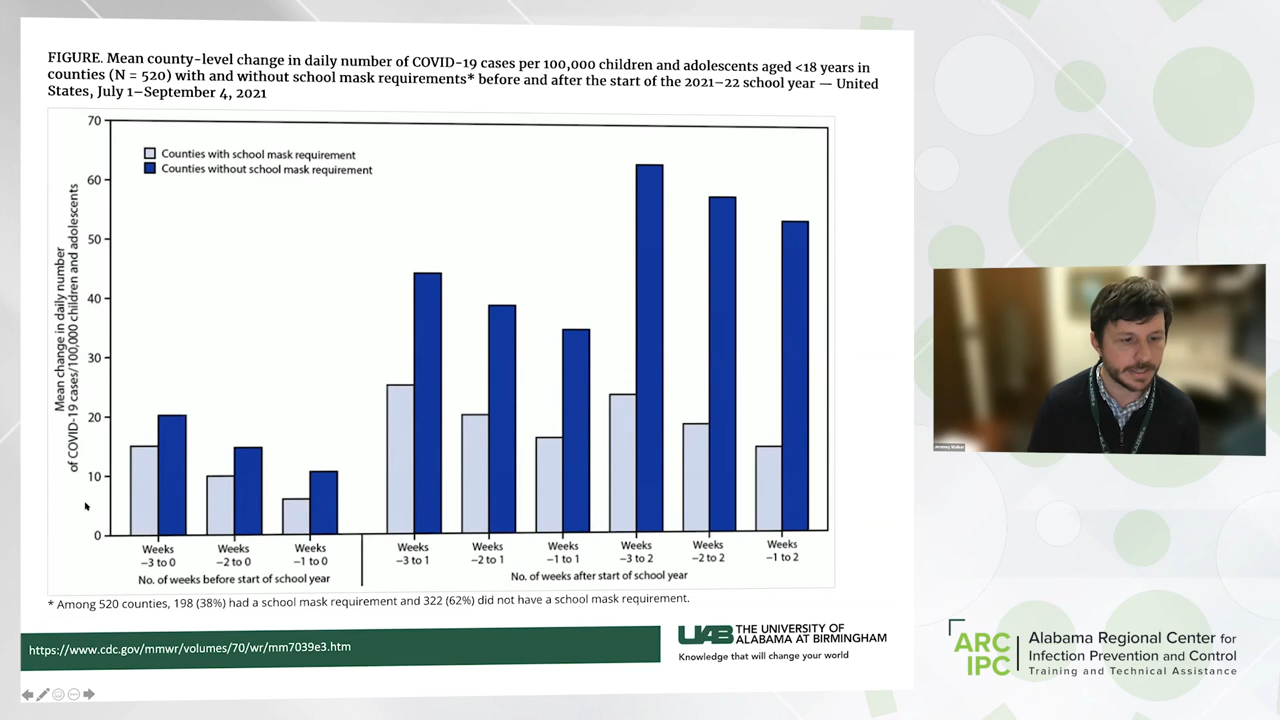 FIGURE. Mean county-level change in daily number of COVID-19 cases per 100,000 children and adolescents aged <18 years in
counties (N = 520) with and without school mask requirements* before and after the start of the 2021–22 school year — United
States, July 1–September 4, 2021
Mean change in daily number
of COVID-19 cases/100,000 children and adolescents
70
60
50
40
30
20
10
0
Counties with school mask requirement
Counties without school mask requirement
Weeks
−3 to 0
Weeks
−2 to 0
Weeks
−1 to 0
Weeks
−3 to 1
Weeks
−2 to 1
Weeks
−1 to 1
Weeks
−3 to 2
Weeks
−2 to 2
Weeks
−1 to 2
No. of weeks before start of school year
No. of weeks after start of school year
* Among 520 counties, 198 (38%) had a school mask requirement and 322 (62%) did not have a school mask requirement.
https://www.cdc.gov/mmwr/volumes/70/wr/mm7039e3.htm
UAB
THE UNIVERSITY OF
ALABAMA AT BIRMINGHAM
Knowledge that will change your world
Jeremey Walker
ARC
IPC
Alabama Regional Center for
Infection Prevention and Control
Training and Technical Assistance